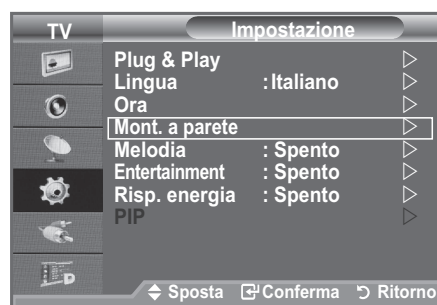 TV Impostazione
Plug & Play
Lingua : Italiano
Ora
Mont. a parete
Melodia : Spento
Entertainment : Spento
Risp. energia : Spento
PIP
Sposta Conferma Ritorno